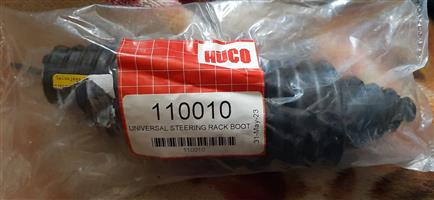 HUCO
110010
UNIVERSAL STEERING RACK BOOT
110010
31-May-23